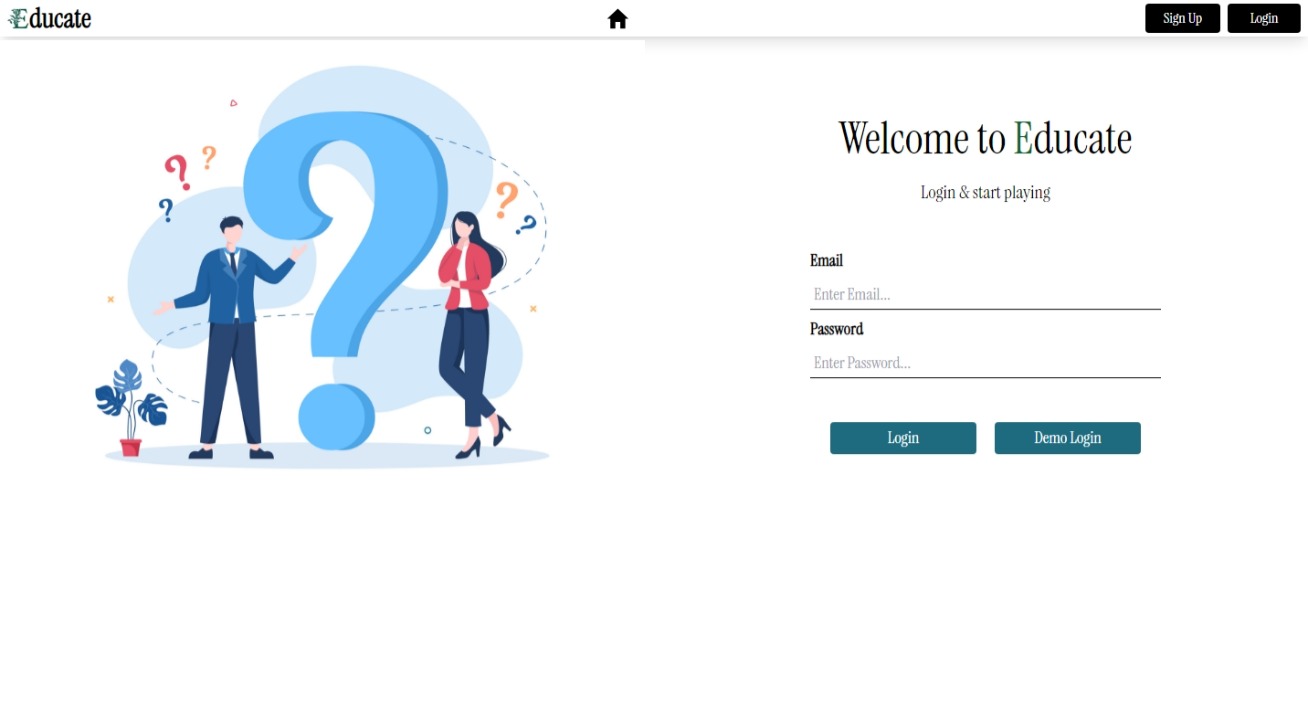 Educate
Sign Up
Login
Welcome to Educate
Login & start playing
Email
Enter Email...
Password
Enter Password...
Login
Demo Login